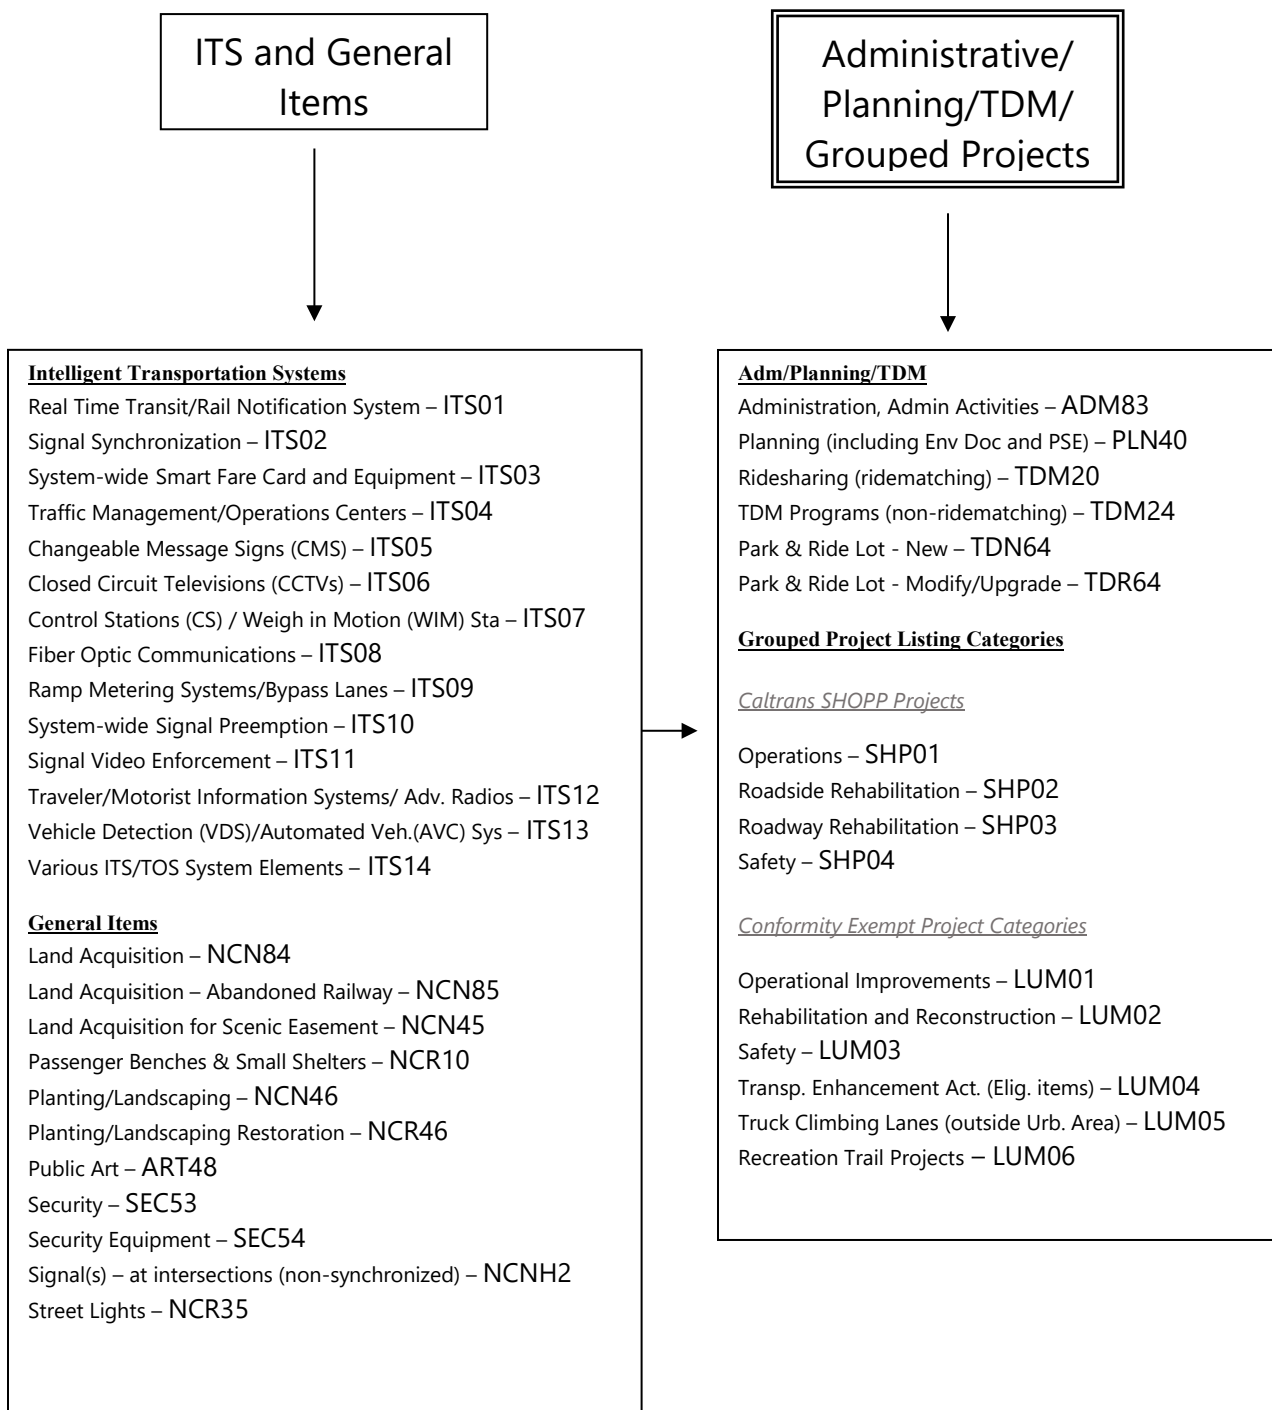 ITS and General
Items
Administrative/
Planning/TDM/
Grouped Projects
Intelligent Transportation Systems
Real Time Transit/Rail Notification System – ITS01
Signal Synchronization – ITS02
System-wide Smart Fare Card and Equipment – ITS03
Traffic Management/Operations Centers – ITS04
Changeable Message Signs (CMS) – ITS05
Closed Circuit Televisions (CCTVs) – ITS06
Control Stations (CS) / Weigh in Motion (WIM) Sta – ITS07
Fiber Optic Communications – ITS08
Ramp Metering Systems/Bypass Lanes – ITS09
System-wide Signal Preemption – ITS10
Signal Video Enforcement – ITS11
Traveler/Motorist Information Systems/ Adv. Radios – ITS12
Vehicle Detection (VDS)/Automated Veh.(AVC) Sys – ITS13
Various ITS/TOS System Elements – ITS14
General Items
Land Acquisition – NCN84
Land Acquisition – Abandoned Railway – NCN85
Land Acquisition for Scenic Easement – NCN45
Passenger Benches & Small Shelters – NCR10
Planting/Landscaping – NCN46
Planting/Landscaping Restoration – NCR46
Public Art – ART48
Security – SEC53
Security Equipment – SEC54
Signal(s) – at intersections (non-synchronized) – NCNH2
Street Lights – NCR35
Adm/Planning/TDM
Administration, Admin Activities – ADM83
Planning (including Env Doc and PSE) – PLN40
Ridesharing (ridematching) – TDM20
TDM Programs (non-ridematching) – TDM24
Park & Ride Lot - New – TDN64
Park & Ride Lot - Modify/Upgrade – TDR64
Grouped Project Listing Categories
Caltrans SHOPP Projects
Operations – SHP01
Roadside Rehabilitation – SHP02
Roadway Rehabilitation – SHP03
Safety – SHP04
Conformity Exempt Project Categories
Operational Improvements – LUM01
Rehabilitation and Reconstruction – LUM02
Safety – LUM03
Transp. Enhancement Act. (Elig. items) – LUM04
Truck Climbing Lanes (outside Urb. Area) – LUM05
Recreation Trail Projects – LUM06